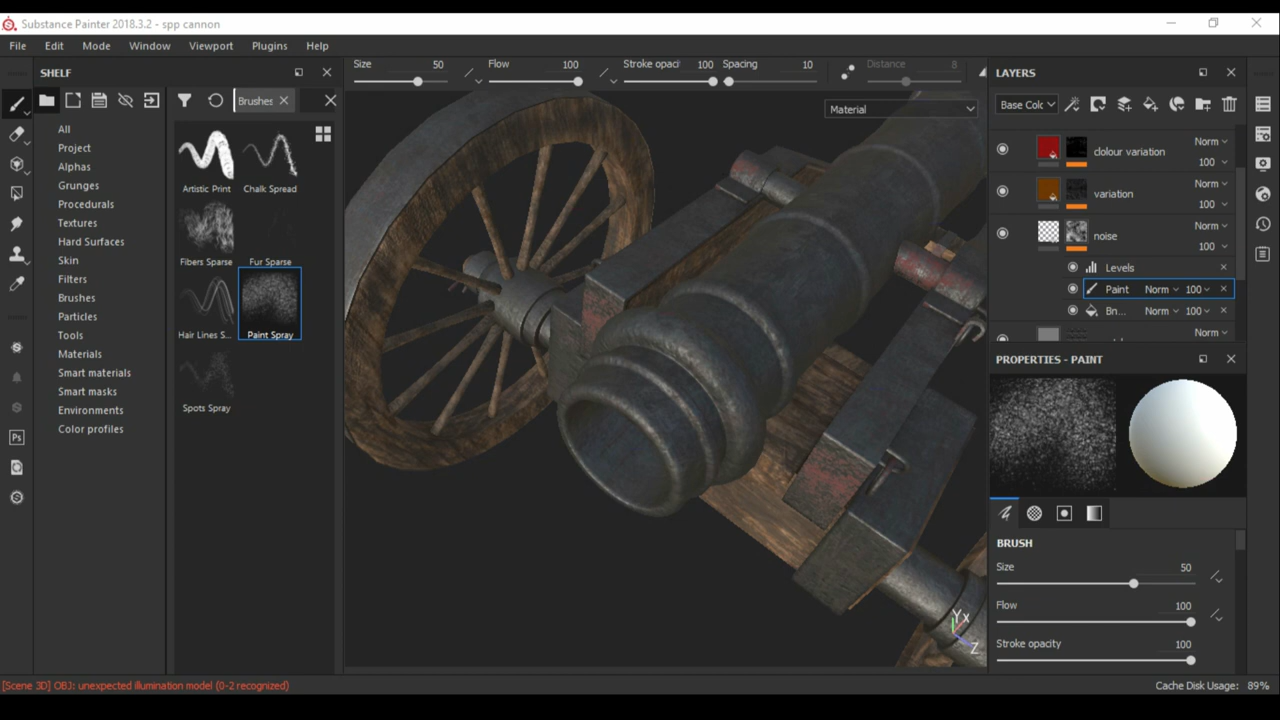 Substance Painter 2018.3.2 - spp cannon
File Edit Mode Window Viewport Plugins Help
SHELF
Brushes
All
Project
Alphas
Grunges
Procedurals
Textures
Hard Surfaces
Skin
Filters
Brushes
Particles
Tools
Materials
Smart materials
Smart masks
Environments
Color profiles
Artistic Print Chalk Spread
Fibers Sparse Fur Sparse
Hair Lines S... Paint Spray
Spots Spray
Size 50 Flow 100 Stroke opaci 100 Spacing 10 Distance 8
Material
Y x
Z
LAYERS
Base Colc
clolour variation Norm
100
variation Norm
100
noise Norm
100
Levels
Paint Norm 100
Bn... Norm 100
Norm
PROPERTIES - PAINT
Ps
BRUSH
Size 50
Flow 100
Stroke opacity 100
[Scene 3D] OBJ: unexpected illumination model (0-2 recognized)
Cache Disk Usage: 89%